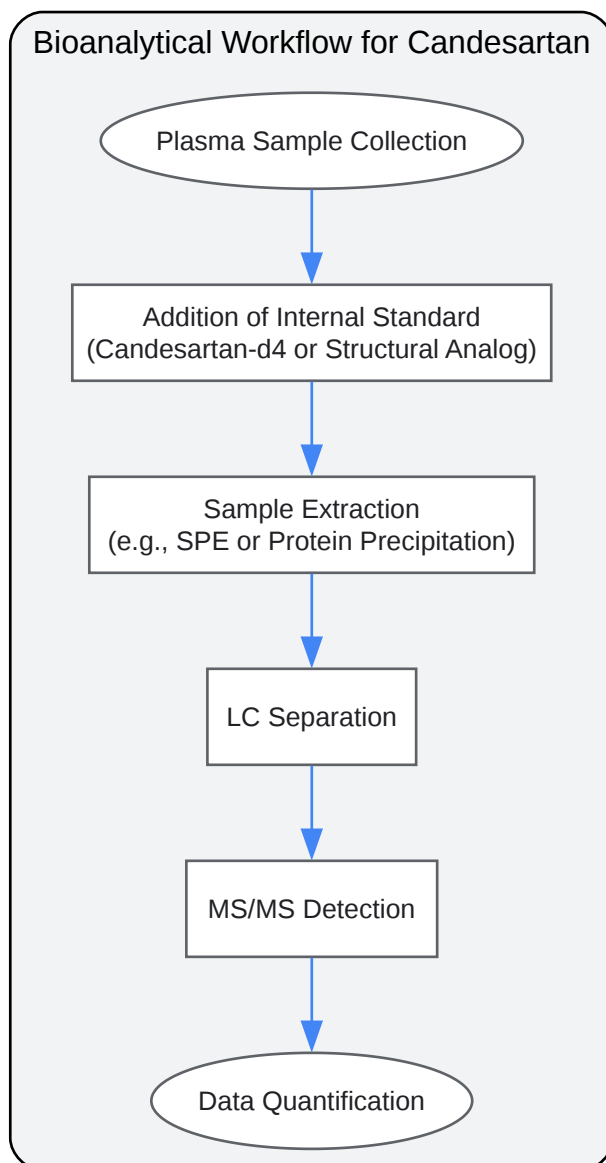 Bioanalytical Workflow for Candesartan
Plasma Sample Collection
Addition of Internal Standard
(Candesartan-d4 or Structural Analog)
Sample Extraction
(e.g., SPE or Protein Precipitation)
LC Separation
MS/MS Detection
Data Quantification